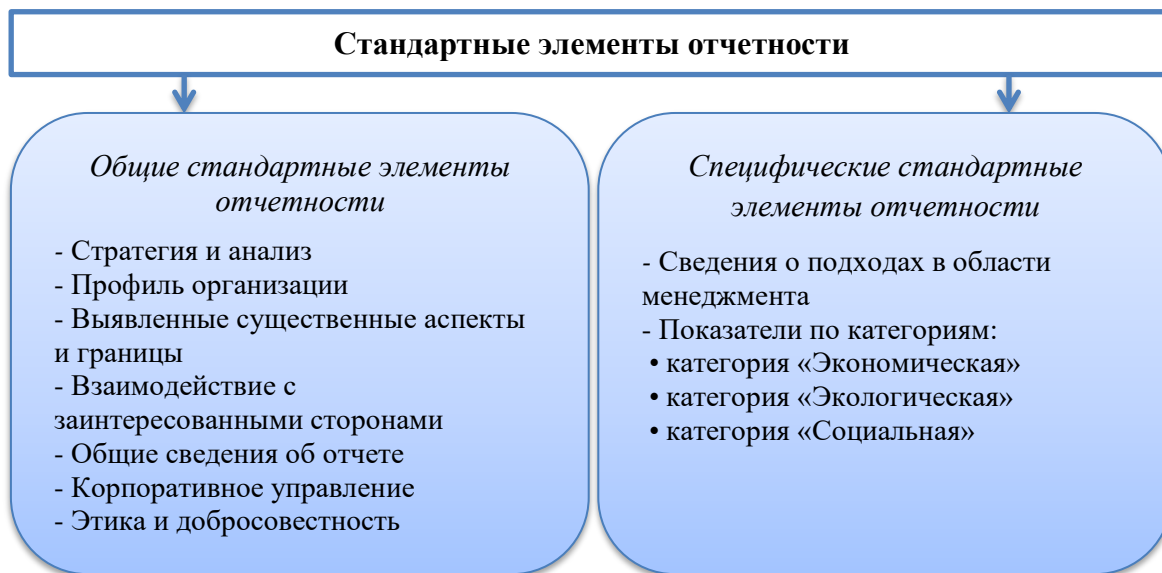 Стандартные элементы отчетности
Общие стандартные элементы
отчетности
- Стратегия и анализ
- Профиль организации
- Выявленные существенные аспекты
и границы
- Взаимодействие с
заинтересованными сторонами
- Общие сведения об отчете
- Корпоративное управление
- Этика и добросовестность
Специфические стандартные
элементы отчетности
- Сведения о подходах в области
менеджмента
- Показатели по категориям:
• категория «Экономическая»
• категория «Экологическая»
• категория «Социальная»